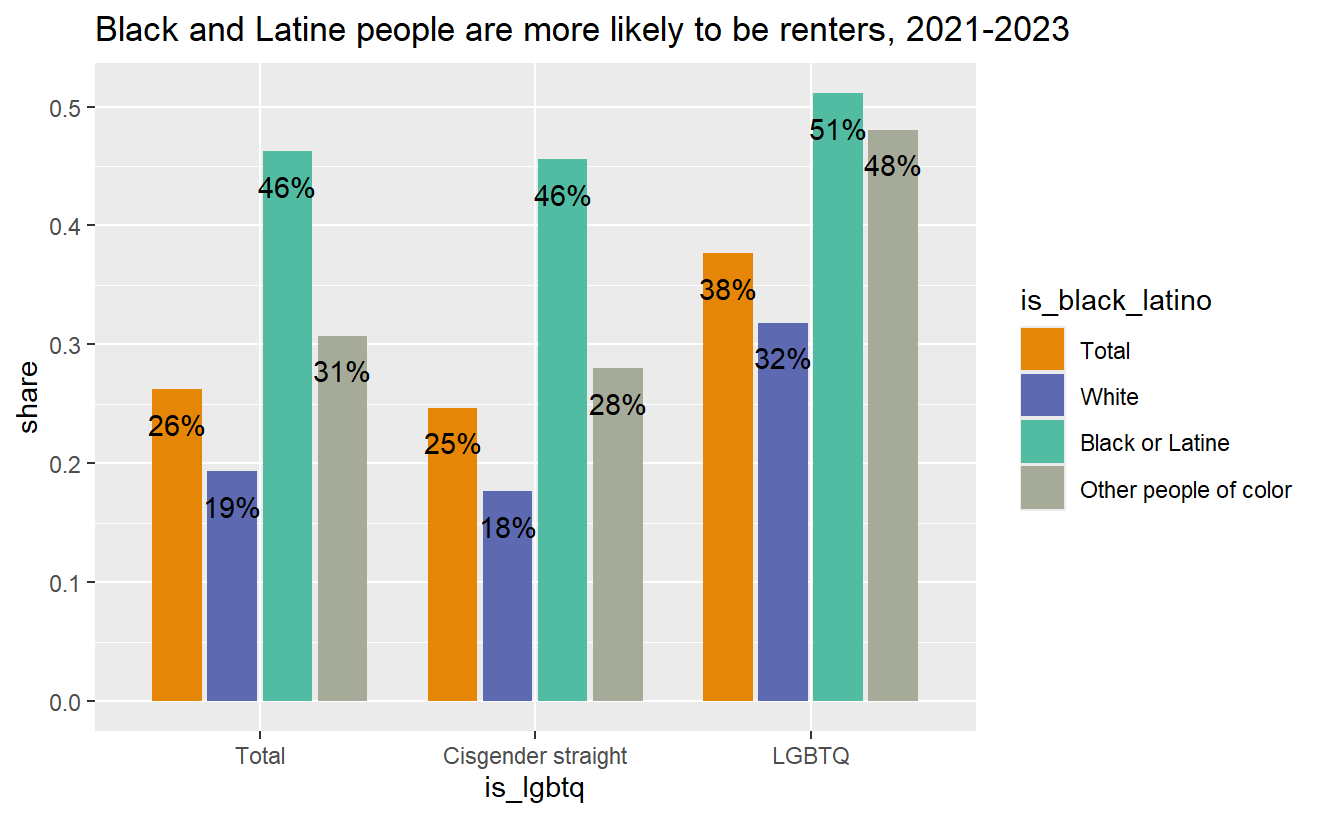 Black and Latine people are more likely to be renters, 2021-2023
share
0.5
0.4
0.3
0.2
0.1
0.0
26%
19%
46%
31%
25%
18%
46%
28%
38%
32%
51%
48%
Total
Cisgender straight
LGBTQ
is_lgbtq
is_black_latino
Total
White
Black or Latine
Other people of color